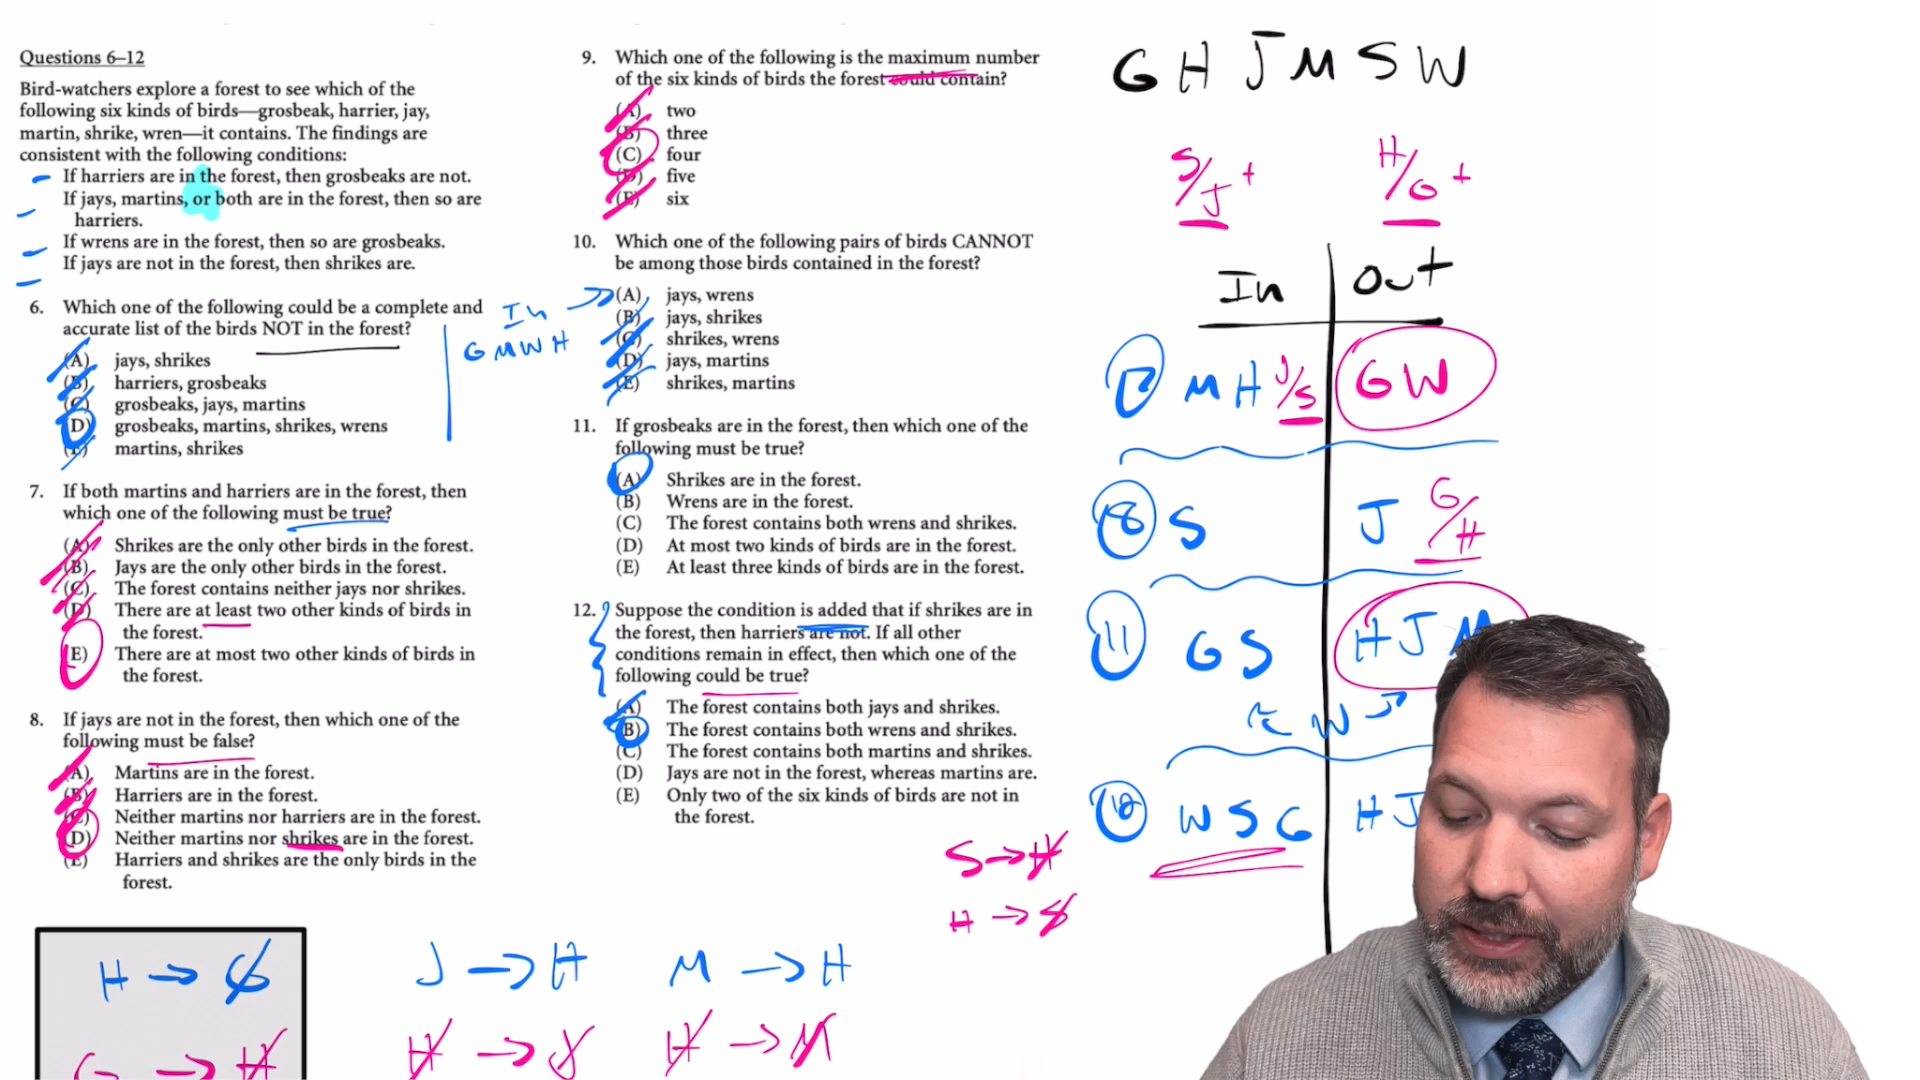 Questions 6–12
Bird-watchers explore a forest to see which of the
following six kinds of birds—grosbeak, harrier, jay,
martin, shrike, wren—it contains. The findings are
consistent with the following conditions:
If harriers are in the forest, then grosbeaks are not.
If jays, martins, or both are in the forest, then so are
harriers.
If wrens are in the forest, then so are grosbeaks.
If jays are not in the forest, then shrikes are.
6. Which one of the following could be a complete and
accurate list of the birds NOT in the forest?
(A) jays, shrikes
(B) harriers, grosbeaks
(C) grosbeaks, jays, martins
(D) grosbeaks, martins, shrikes, wrens
(E) martins, shrikes
In
G M W H
7. If both martins and harriers are in the forest, then
which one of the following must be true?
(A) Shrikes are the only other birds in the forest.
(B) Jays are the only other birds in the forest.
(C) The forest contains neither jays nor shrikes.
(D) There are at least two other kinds of birds in
the forest.
(E) There are at most two other kinds of birds in
the forest.
8. If jays are not in the forest, then which one of the
following must be false?
(A) Martins are in the forest.
(B) Harriers are in the forest.
(C) Neither martins nor harriers are in the forest.
(D) Neither martins nor shrikes are in the forest.
(E) Harriers and shrikes are the only birds in the
forest.
9. Which one of the following is the maximum number
of the six kinds of birds the forest could contain?
(A) two
(B) three
(C) four
(D) five
(E) six
10. Which one of the following pairs of birds CANNOT
be among those birds contained in the forest?
(A) jays, wrens
(B) jays, shrikes
(C) shrikes, wrens
(D) jays, martins
(E) shrikes, martins
11. If grosbeaks are in the forest, then which one of the
following must be true?
(A) Shrikes are in the forest.
(B) Wrens are in the forest.
(C) The forest contains both wrens and shrikes.
(D) At most two kinds of birds are in the forest.
(E) At least three kinds of birds are in the forest.
12. Suppose the condition is added that if shrikes are in
the forest, then harriers are not. If all other
conditions remain in effect, then which one of the
following could be true?
(A) The forest contains both jays and shrikes.
(B) The forest contains both wrens and shrikes.
(C) The forest contains both martins and shrikes.
(D) Jays are not in the forest, whereas martins are.
(E) Only two of the six kinds of birds are not in
the forest.
G H J M S W
S/J + H/G +
In Out
7 M H J/S G W
8 S J G/H
11 G S H J M
W
12 W S G H J
S → H
H → S
H → G J → H M → H
G → H H → J H → M